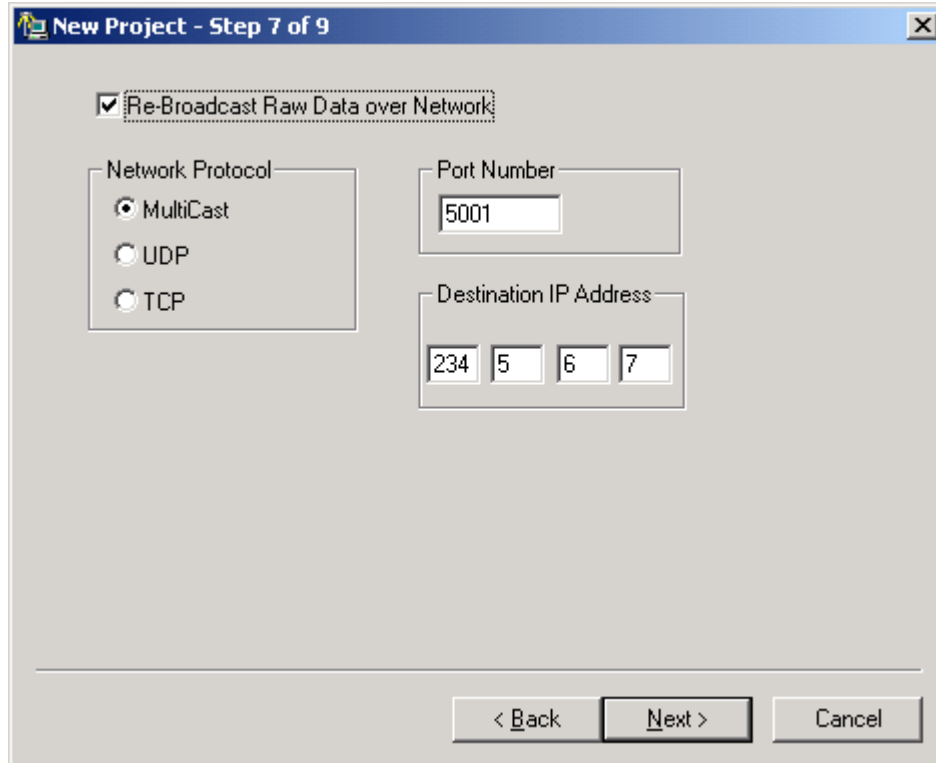 New Project - Step 7 of 9
Re-Broadcast Raw Data over Network
Network Protocol
MultiCast
UDP
TCP
Port Number
5001
Destination IP Address
234 5 6 7
< Back Next > Cancel